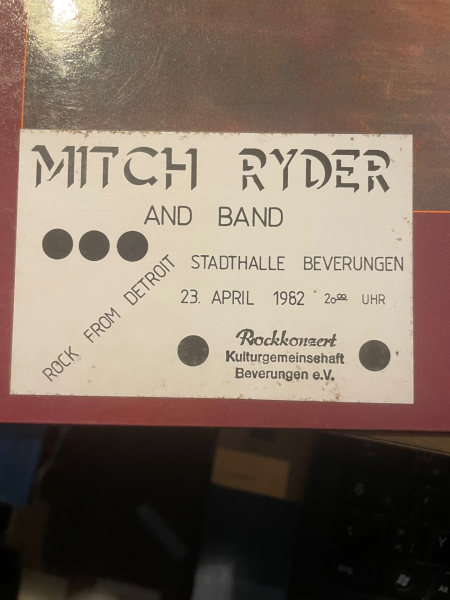 MITCH RYDER
AND BAND
ROCK FROM DETROIT
STADTHALLE BEVERUNGEN
23. APRIL 1982 20⁰⁰ UHR
Rockkonzert
Kulturgemeinschaft
Beverungen e.V.